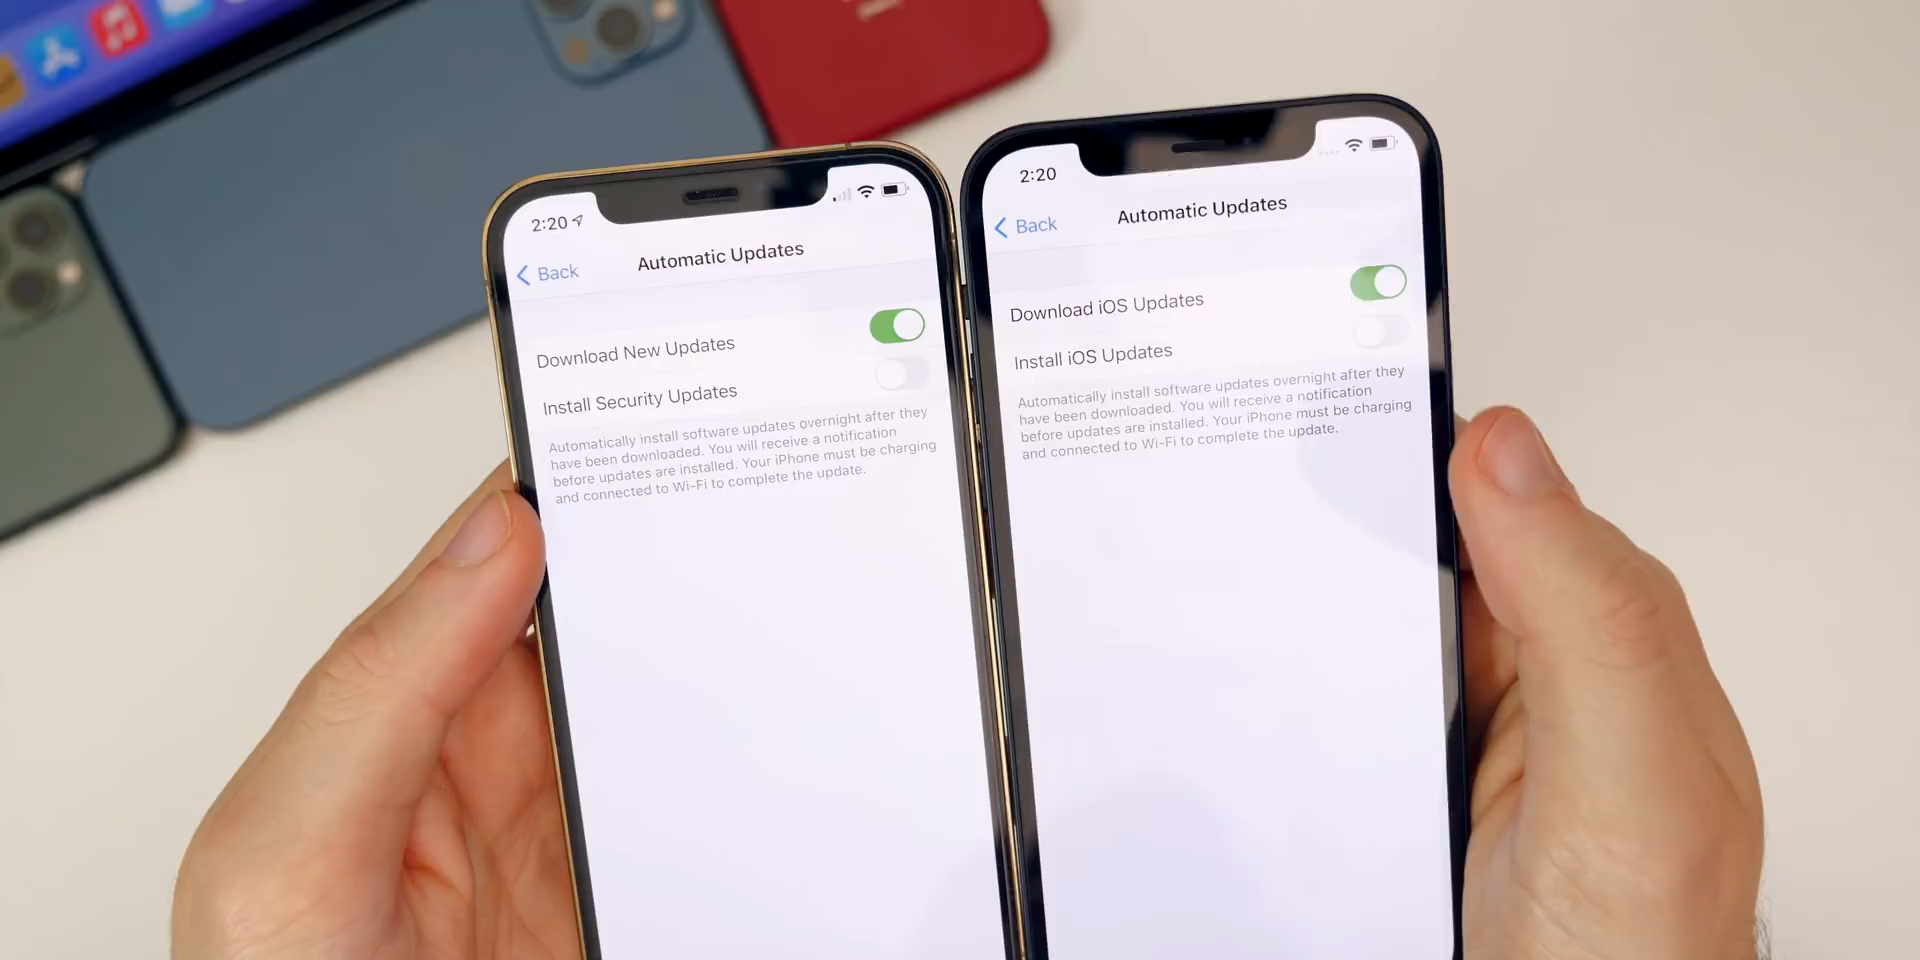 2:20
Back
Automatic Updates
Download New Updates
Install Security Updates
Automatically install software updates overnight after they
have been downloaded. You will receive a notification
before updates are installed. Your iPhone must be charging
and connected to Wi-Fi to complete the update.
2:20
Back
Automatic Updates
Download iOS Updates
Install iOS Updates
Automatically install software updates overnight after they
have been downloaded. You will receive a notification
before updates are installed. Your iPhone must be charging
and connected to Wi-Fi to complete the update.